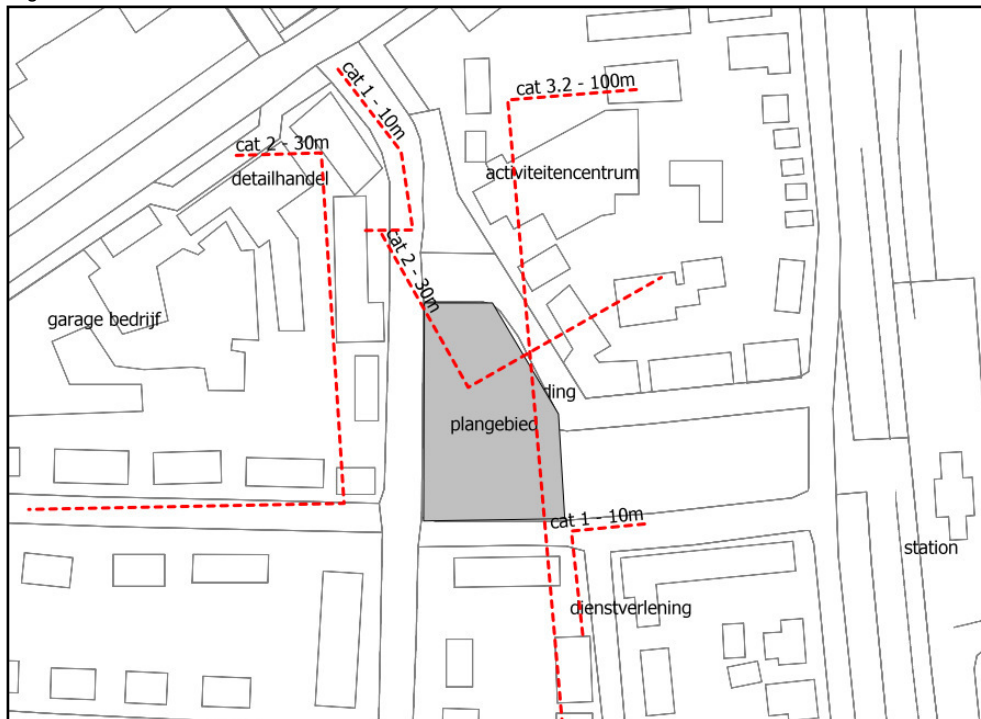 cat 1 - 10m
cat 3.2 - 100m
cat 2 - 30m
detailhandel
activiteitencentrum
cat 2 - 30m
garage bedrijf
ding
plangebied
cat 1 - 10m
station
dienstverlening